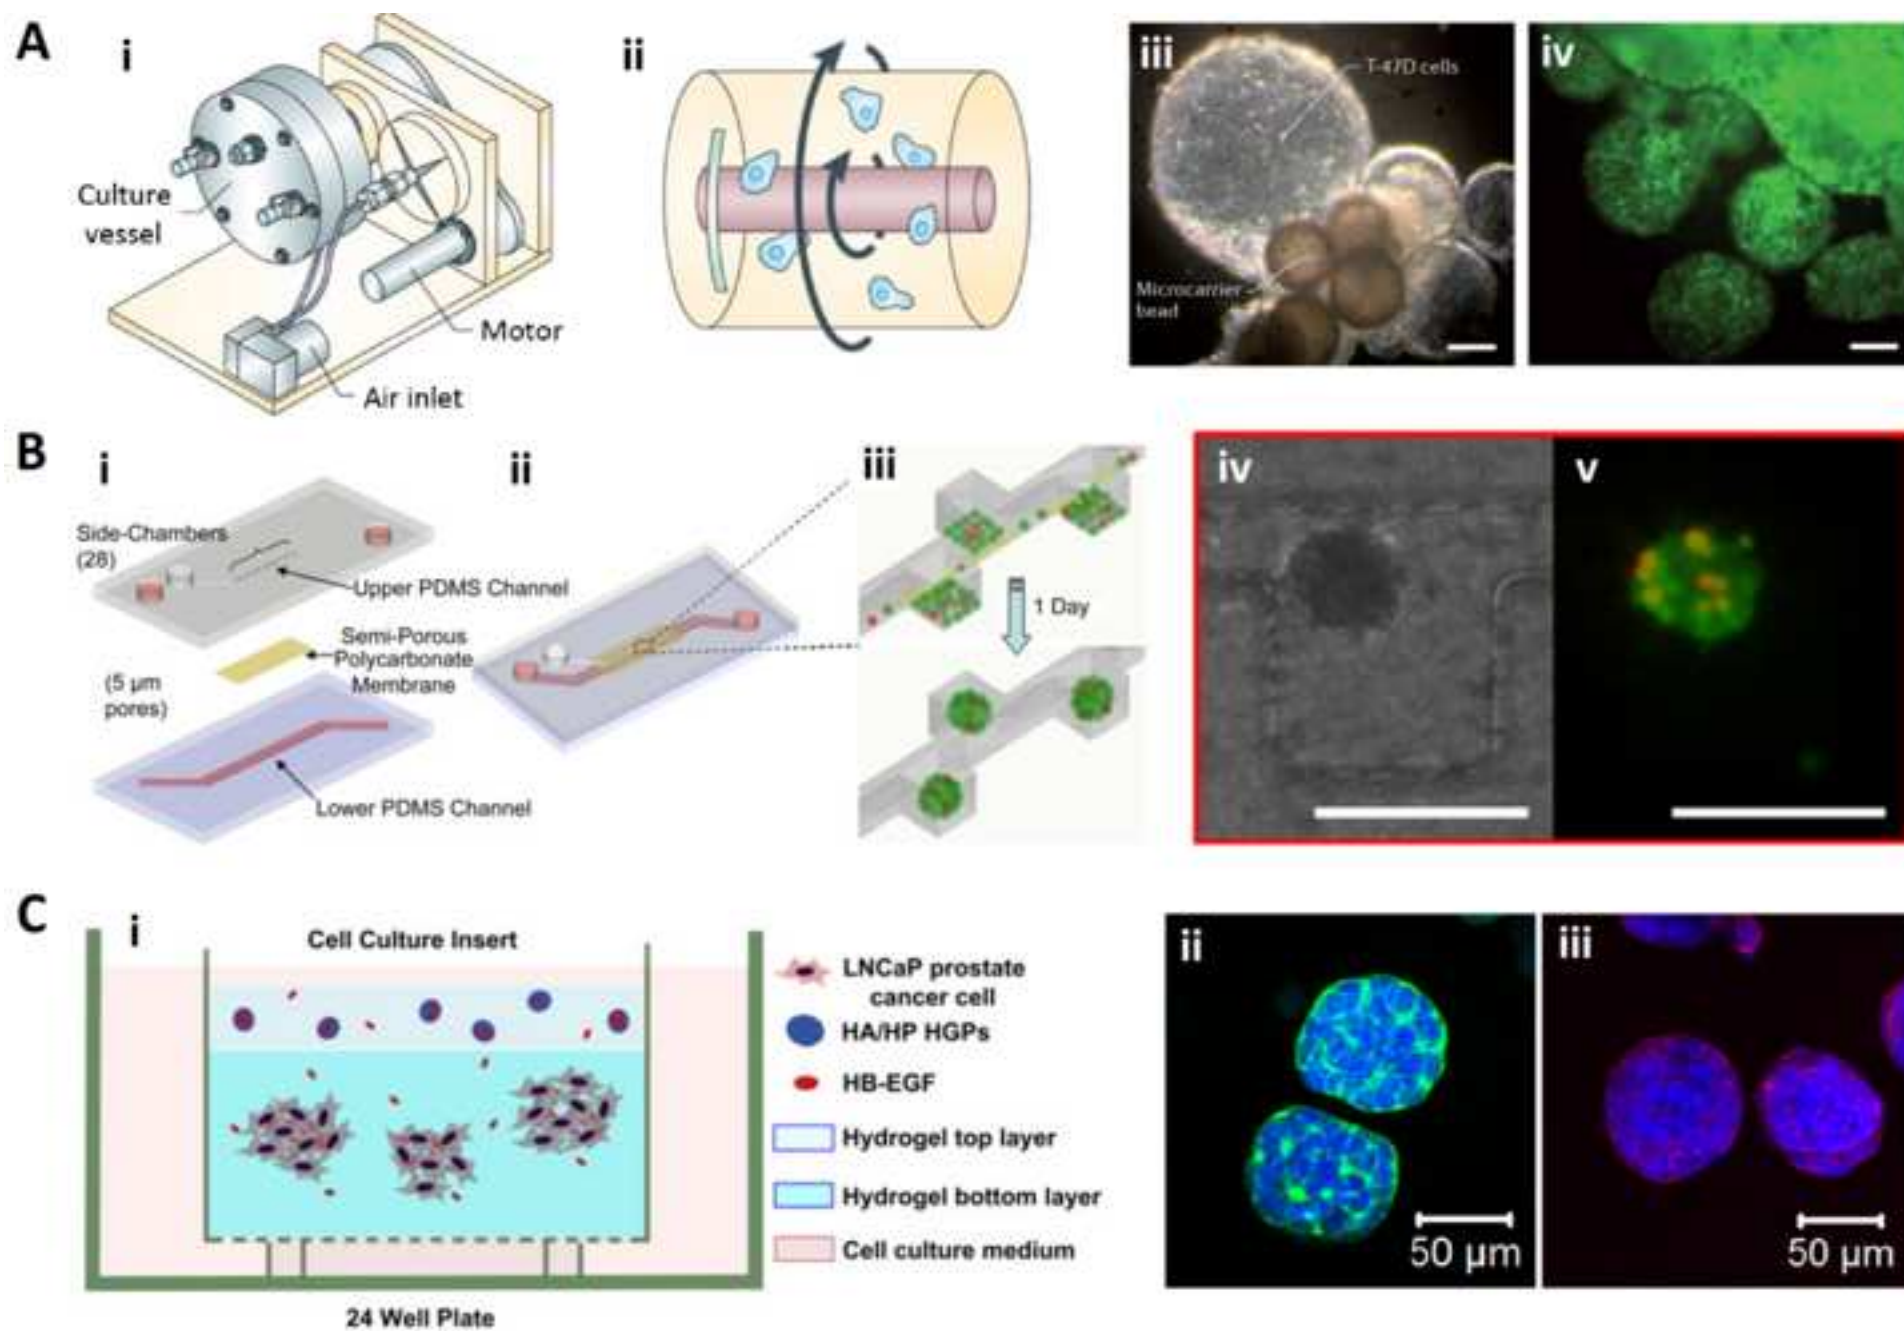 A
i
Culture
vessel
Motor
Air inlet
ii
iii
T-47D cells
Microcarrier
bead
iv
B
i
Side-Chambers
(28)
Upper PDMS Channel
Semi-Porous
Polycarbonate
Membrane
(5 µm
pores)
Lower PDMS Channel
ii
iii
1 Day
iv
v
C
i
Cell Culture Insert
24 Well Plate
LNCaP prostate
cancer cell
HA/HP HGPs
HB-EGF
Hydrogel top layer
Hydrogel bottom layer
Cell culture medium
ii
50 µm
iii
50 µm